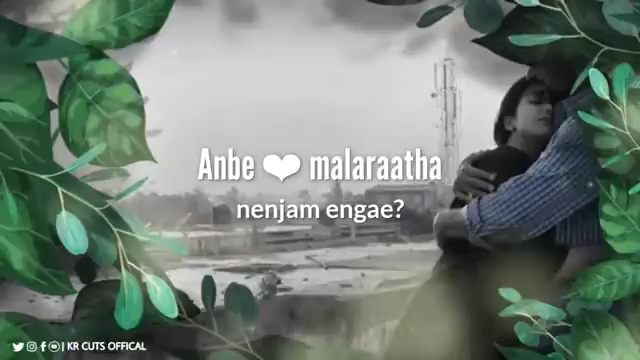 Anbe ❤ malaraatha
nenjam engae?
| KR CUTS OFFICAL